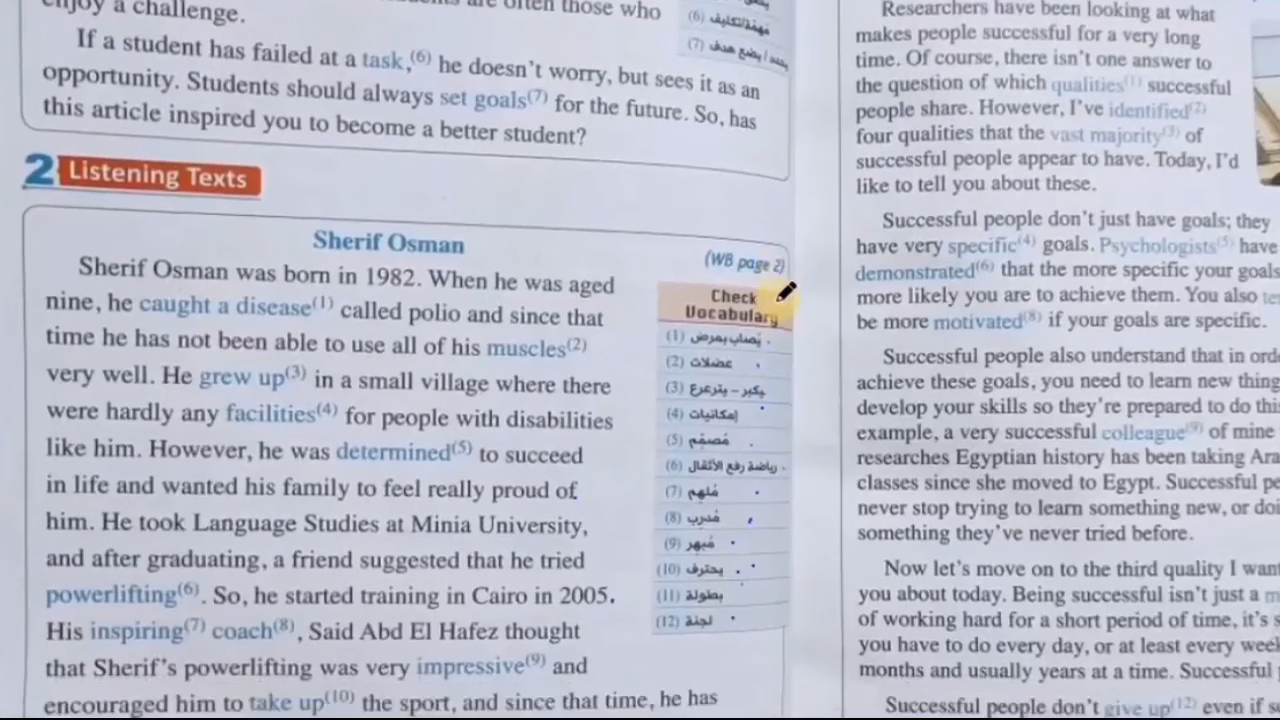 enjoy a challenge.
are often those who
If a student has failed at a task,(6) he doesn't worry, but sees it as an
opportunity. Students should always set goals(7) for the future. So, has
this article inspired you to become a better student?
(6) مهمة/تكليف
(7) يحدد / يضع هدف
2 Listening Texts
Sherif Osman
(WB page 2)
Sherif Osman was born in 1982. When he was aged
nine, he caught a disease(1) called polio and since that
time he has not been able to use all of his muscles(2)
very well. He grew up(3) in a small village where there
were hardly any facilities(4) for people with disabilities
like him. However, he was determined(5) to succeed
in life and wanted his family to feel really proud of
him. He took Language Studies at Minia University,
and after graduating, a friend suggested that he tried
powerlifting(6). So, he started training in Cairo in 2005.
His inspiring(7) coach(8), Said Abd El Hafez thought
that Sherif's powerlifting was very impressive(9) and
encouraged him to take up(10) the sport, and since that time, he has
Check
Vocabulary
(1) يُصاب بمرض
(2) عضلات
(3) يكبر – يترعرع
(4) إمكانيات
(5) مُصمِّم
(6) رياضة رفع الأثقال
(7) مُلهِم
(8) مُدرب
(9) مُبهر
(10) يحترف
(11) بطولة
(12) لجنة
Researchers have been looking at what
makes people successful for a very long
time. Of course, there isn't one answer to
the question of which qualities(1) successful
people share. However, I've identified(2)
four qualities that the vast majority(3) of
successful people appear to have. Today, I'd
like to tell you about these.
Successful people don't just have goals; they
have very specific(4) goals. Psychologists(5) have
demonstrated(6) that the more specific your goals
more likely you are to achieve them. You also
be more motivated(8) if your goals are specific.
Successful people also understand that in
achieve these goals, you need to learn new thing
develop your skills so they're prepared to do
example, a very successful colleague(9) of mine
researches Egyptian history has been taking
classes since she moved to Egypt. Successful
never stop trying to learn something new, or
something they've never tried before.
Now let's move on to the third quality I want
you about today. Being successful isn't just a
of working hard for a short period of time, it's
you have to do every day, or at least every week
months and usually years at a time. Successful
Successful people don't give up(12) even if